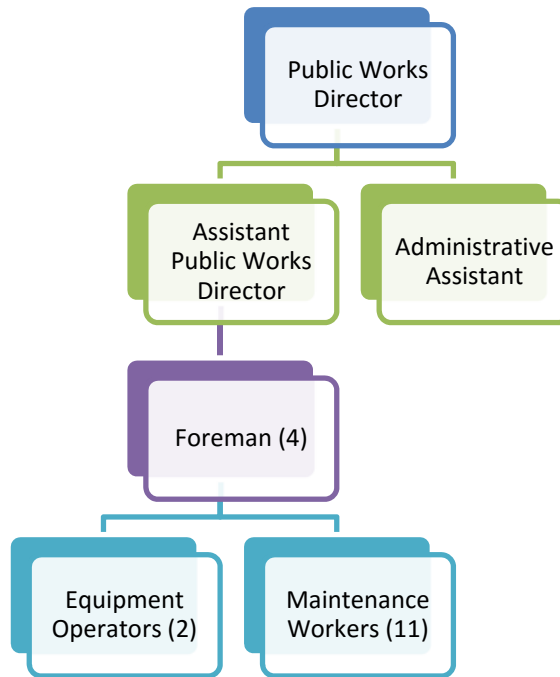 Public Works
Director
Assistant
Public Works
Director
Administrative
Assistant
Foreman (4)
Equipment
Operators (2)
Maintenance
Workers (11)